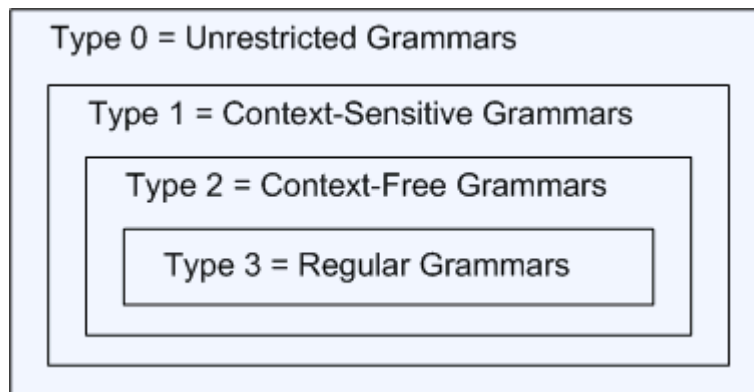 Type 0 = Unrestricted Grammars
Type 1 = Context-Sensitive Grammars
Type 2 = Context-Free Grammars
Type 3 = Regular Grammars